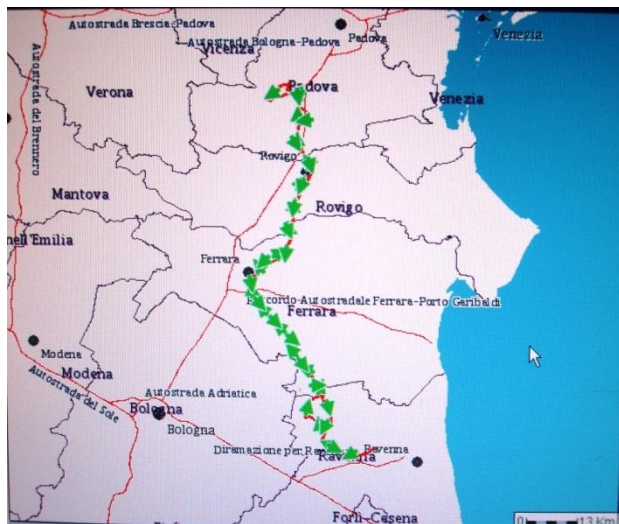 Autostrada Brescia-Padova
Autostrada Bologna-Padova
Padova
Venezia
Vicenza
Padova
Verona
Venezia
Autostrada del Brennero
Rovigo
Mantova
Rovigo
nell'Emilia
Ferrara
Raccordo Autostradale Ferrara-Porto Garibaldi
Ferrara
Modena
Modena
Autostrada del Sole
Autostrada Adriatica
Bologna
Bologna
Diramazione per Ravenna
Ravenna
Ravenna
Forlì-Cesena
0
13 Km